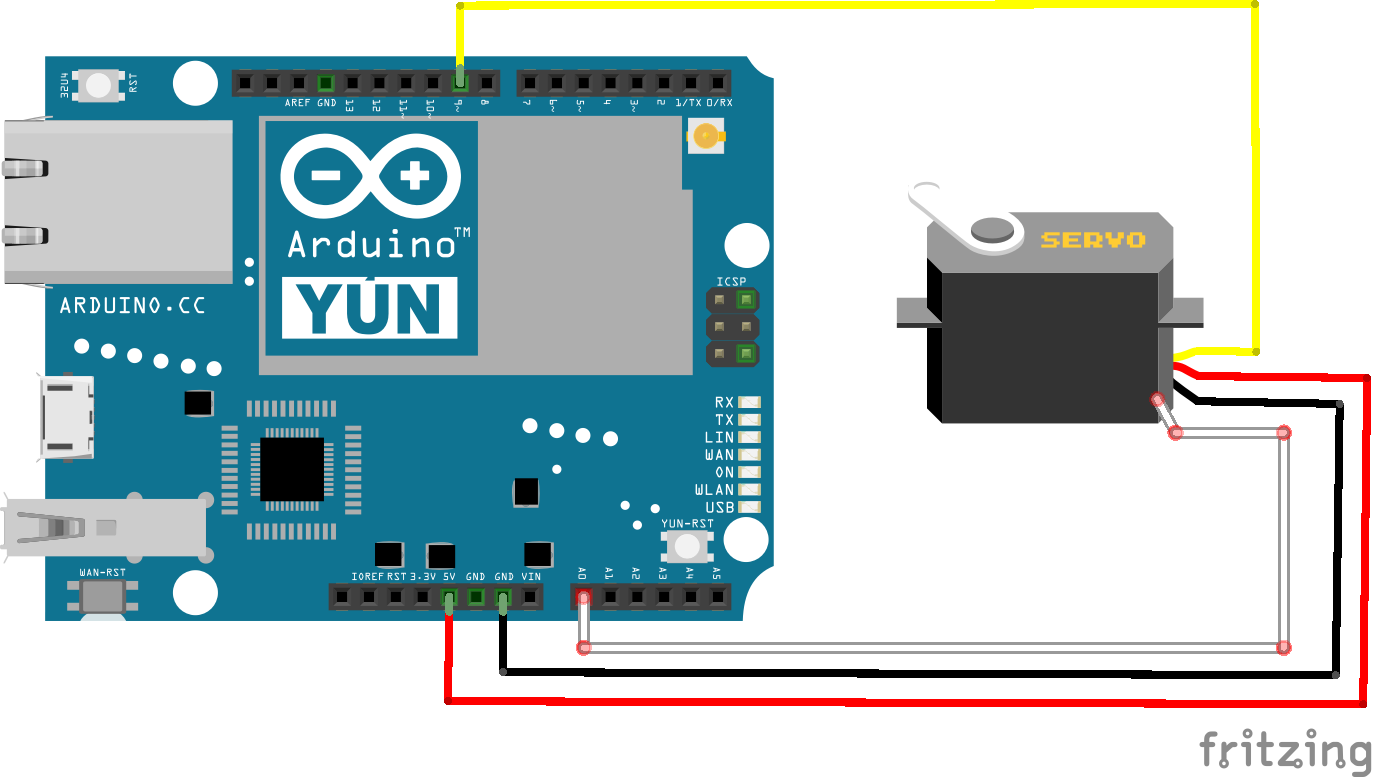 32U4
RST
AREF GND 13 12 ~11 ~10 ~9 8 7 ~6 ~5 4 ~3 2 1/TX 0/RX
Arduino™
YÚN
ARDUINO.CC
SERVO
ICSP
RX
TX
LIN
WAN
ON
WLAN
USB
YUN-RST
WAN-RST
IOREF RST 3.3V 5V GND GND VIN A0 A1 A2 A3 A4 A5
fritzing